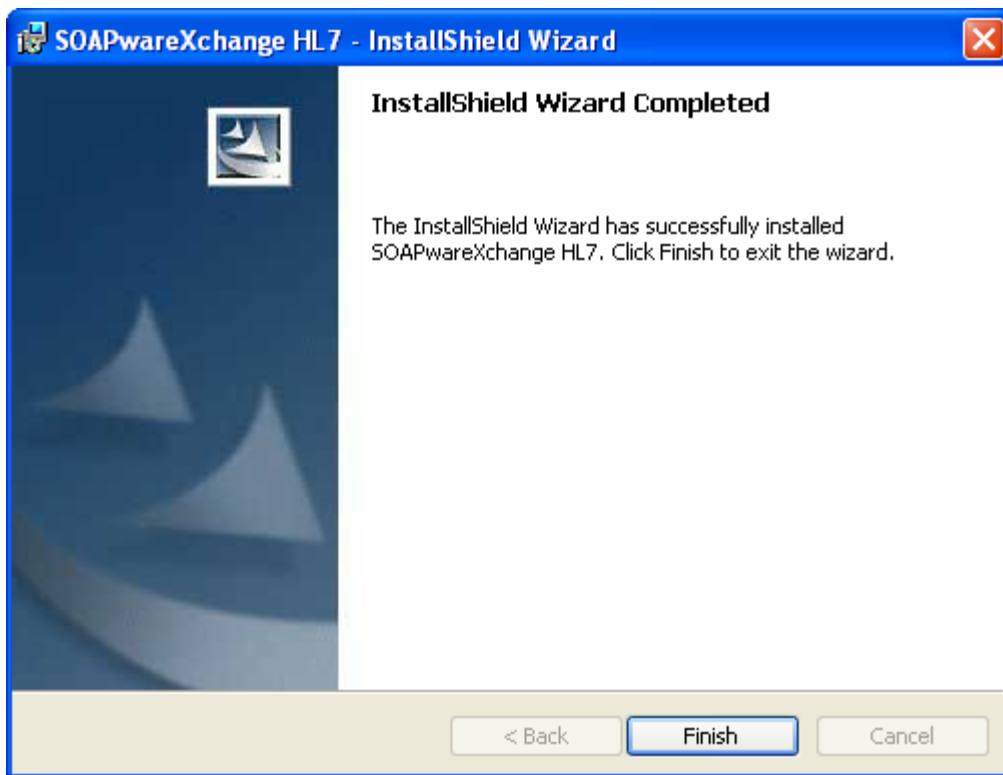 SOAPwareXchange HL7 - InstallShield Wizard
InstallShield Wizard Completed
The InstallShield Wizard has successfully installed
SOAPwareXchange HL7. Click Finish to exit the wizard.
< Back
Finish
Cancel